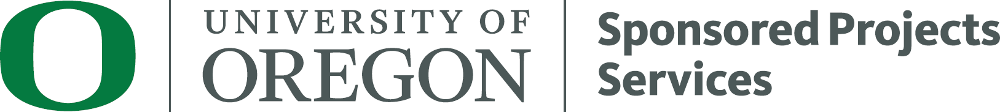 O
UNIVERSITY OF
OREGON
Sponsored Projects
Services